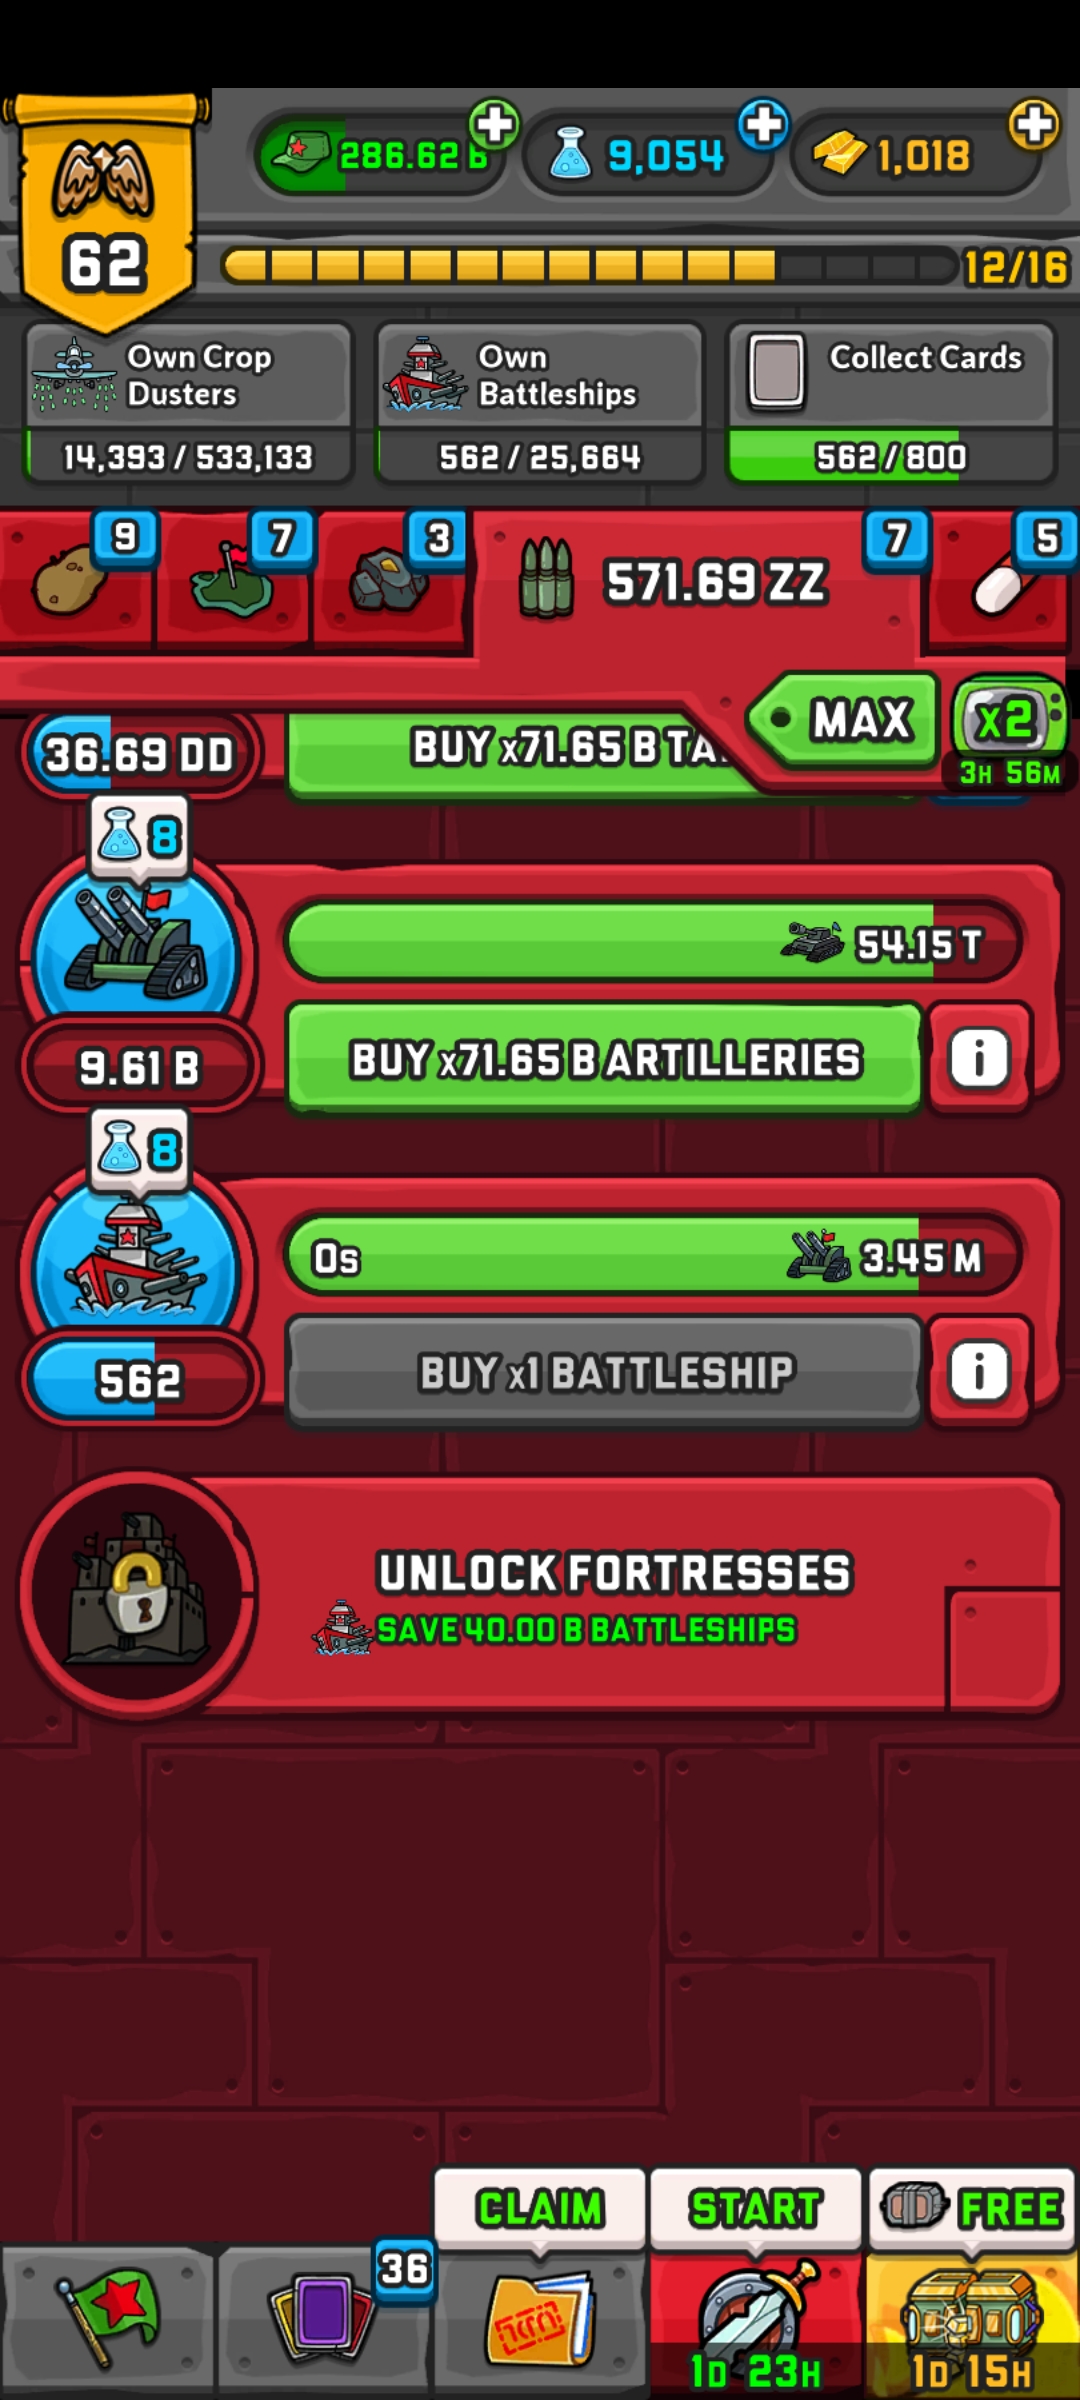 286.62 B
9,054
1,018
62
12/16
Own Crop
Dusters
14,393 / 533,133
Own
Battleships
562 / 25,664
Collect Cards
562 / 800
9
7
3
571.69 ZZ
7
5
MAX
x2
3H 56M
36.69 DD
BUY x71.65 B TA
8
54.15 T
9.61 B
BUY x71.65 B ARTILLERIES
i
8
0s
3.45 M
562
BUY x1 BATTLESHIP
i
UNLOCK FORTRESSES
SAVE 40.00 B BATTLESHIPS
CLAIM
START
FREE
36
1D 23H
1D 15H